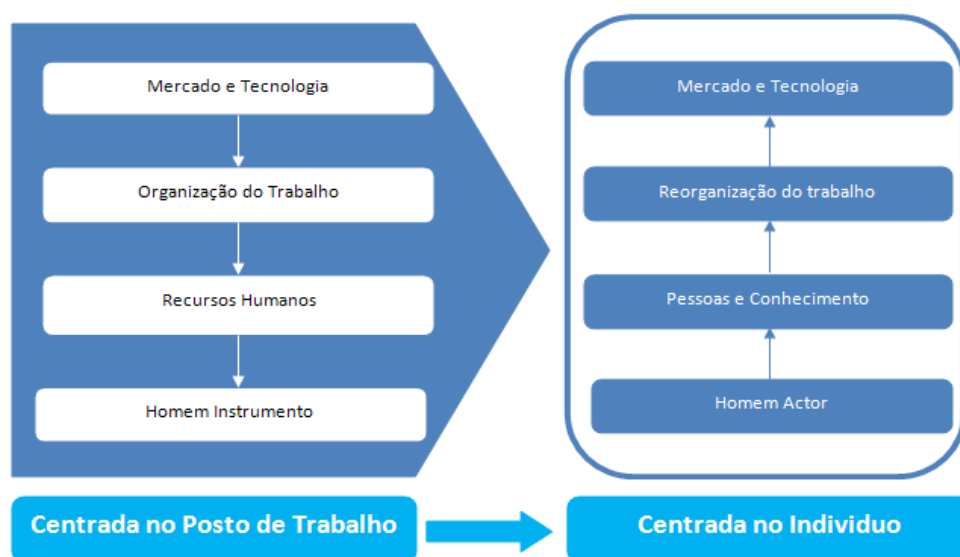 Mercado e Tecnologia
Organização do Trabalho
Recursos Humanos
Homem Instrumento
Centrada no Posto de Trabalho
Mercado e Tecnologia
Reorganização do trabalho
Pessoas e Conhecimento
Homem Actor
Centrada no Individuo